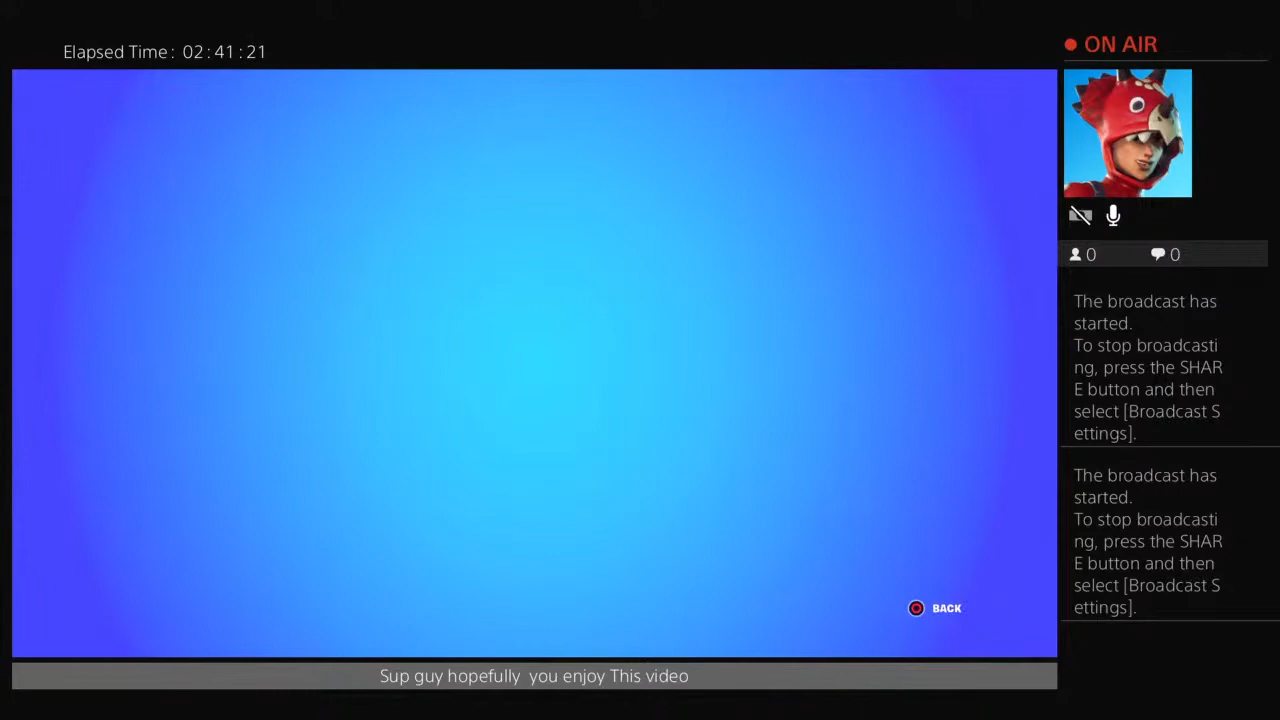 Elapsed Time: 02:41:21
ON AIR
0 0
The broadcast has
started.
To stop broadcasti
ng, press the SHAR
E button and then
select [Broadcast S
ettings].
The broadcast has
started.
To stop broadcasti
ng, press the SHAR
E button and then
select [Broadcast S
ettings].
BACK
Sup guy hopefully  you enjoy This video